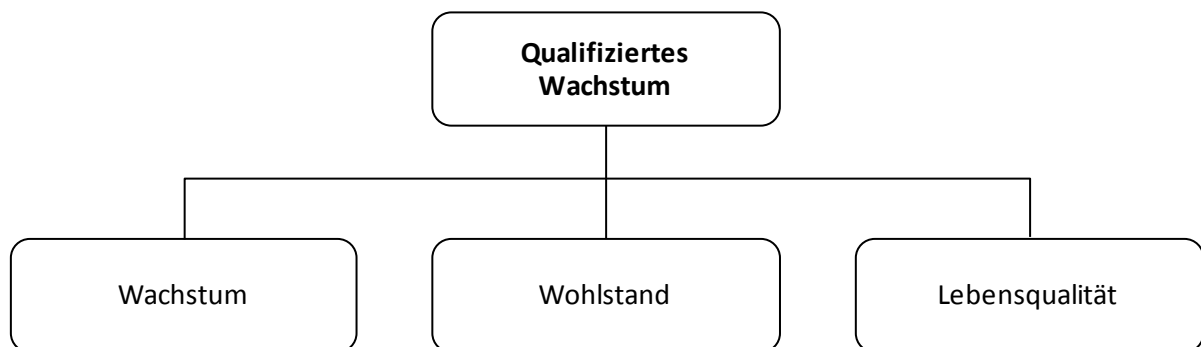 Qualifiziertes
Wachstum
Wachstum
Wohlstand
Lebensqualität